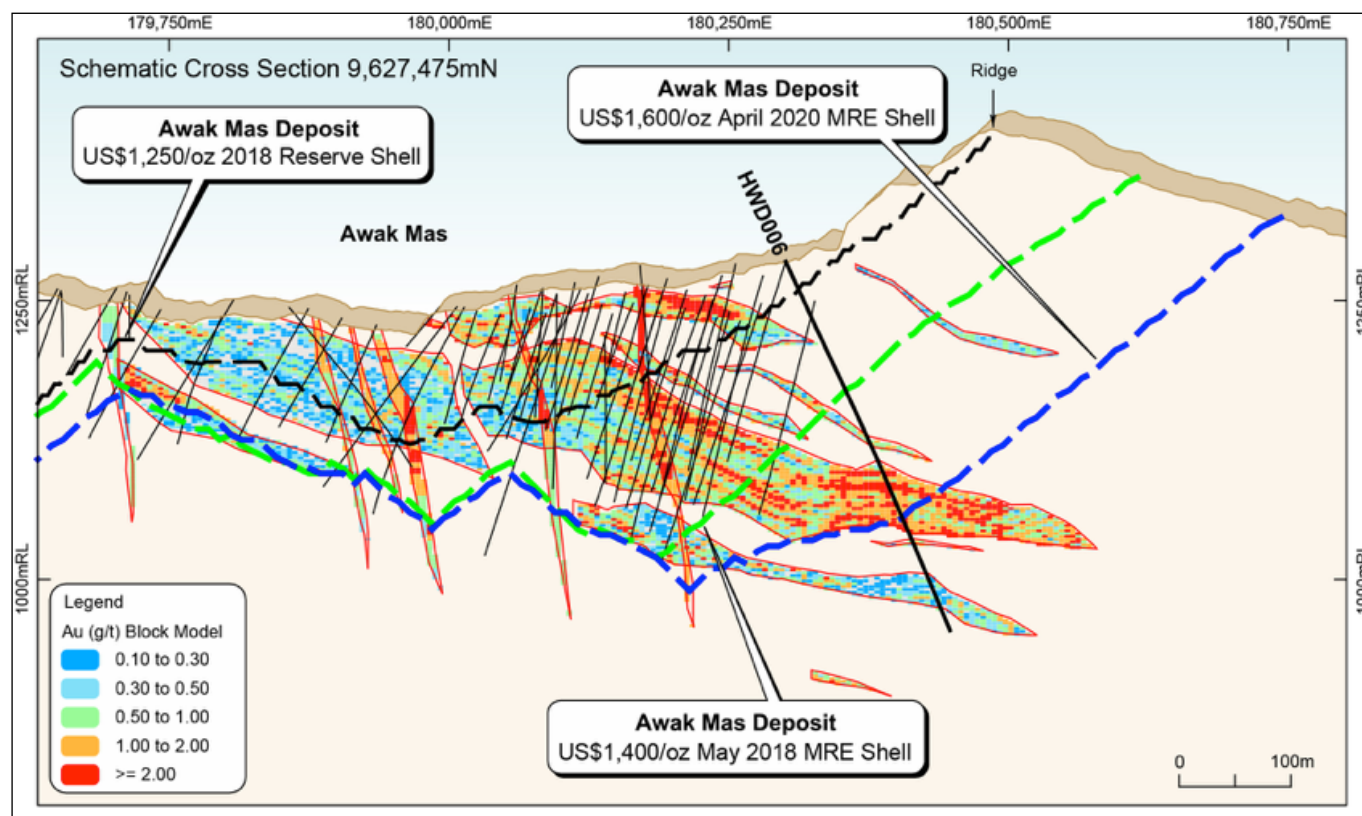 179,750mE
180,000mE
180,250mE
180,500mE
180,750mE
Schematic Cross Section 9,627,475mN
Ridge
Awak Mas Deposit
US$1,600/oz April 2020 MRE Shell
Awak Mas Deposit
US$1,250/oz 2018 Reserve Shell
HWD006
Awak Mas
1250mRL
1250mRL
1000mRL
1000mRL
Legend
Au (g/t) Block Model
0.10 to 0.30
0.30 to 0.50
0.50 to 1.00
1.00 to 2.00
>= 2.00
Awak Mas Deposit
US$1,400/oz May 2018 MRE Shell
0
100m